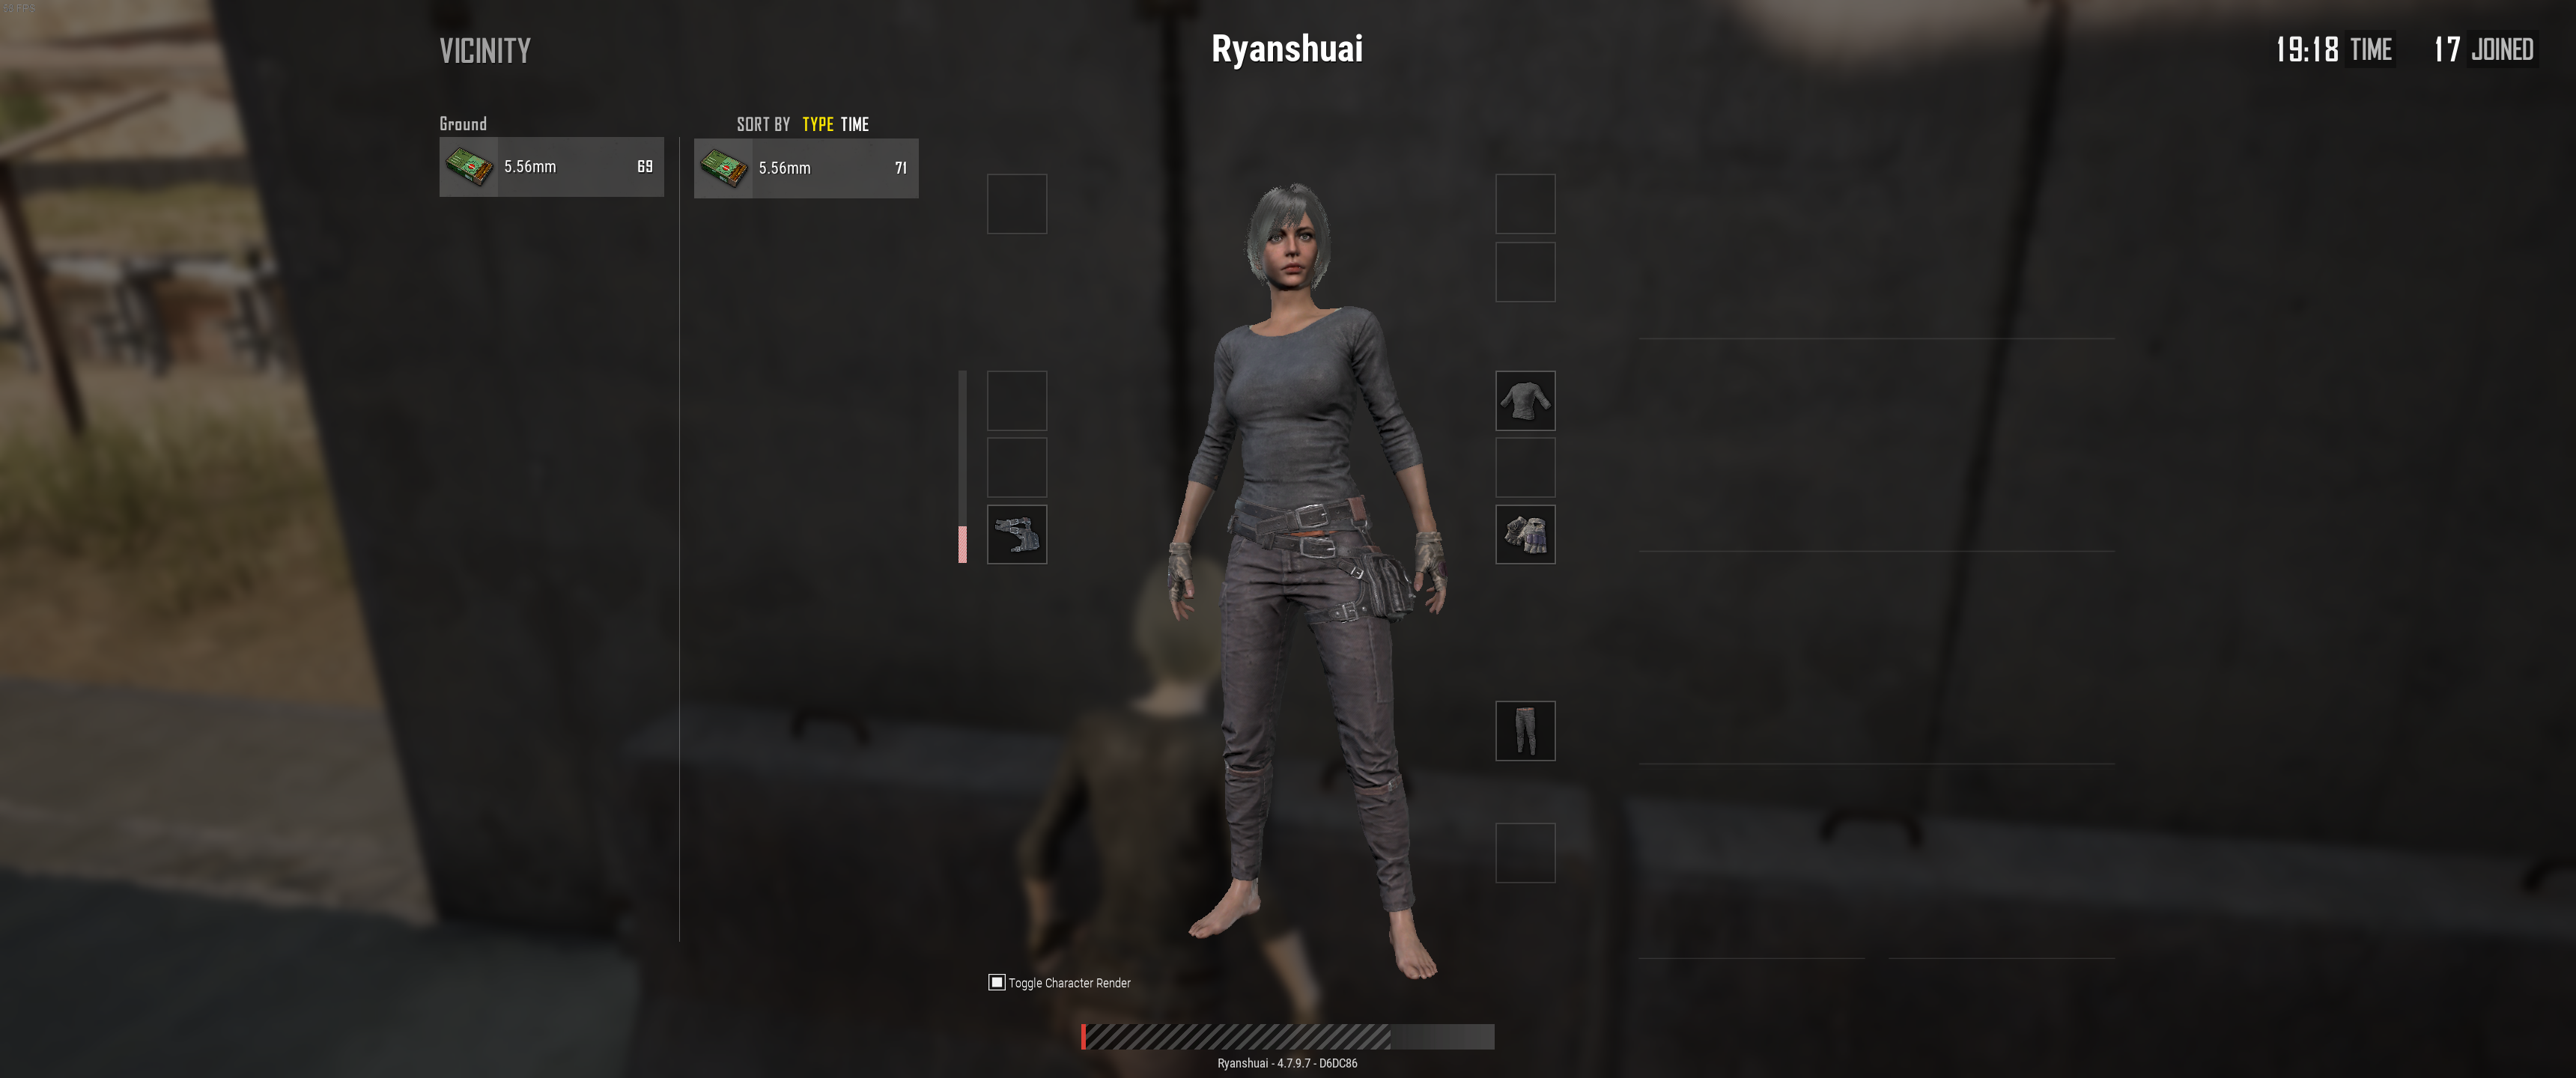 VICINITY
Ryanshuai
19:18 TIME 17 JOINED
Ground
SORT BY TYPE TIME
5.56mm 69
5.56mm 71
Toggle Character Render
Ryanshuai - 4.7.9.7 - D6DC86